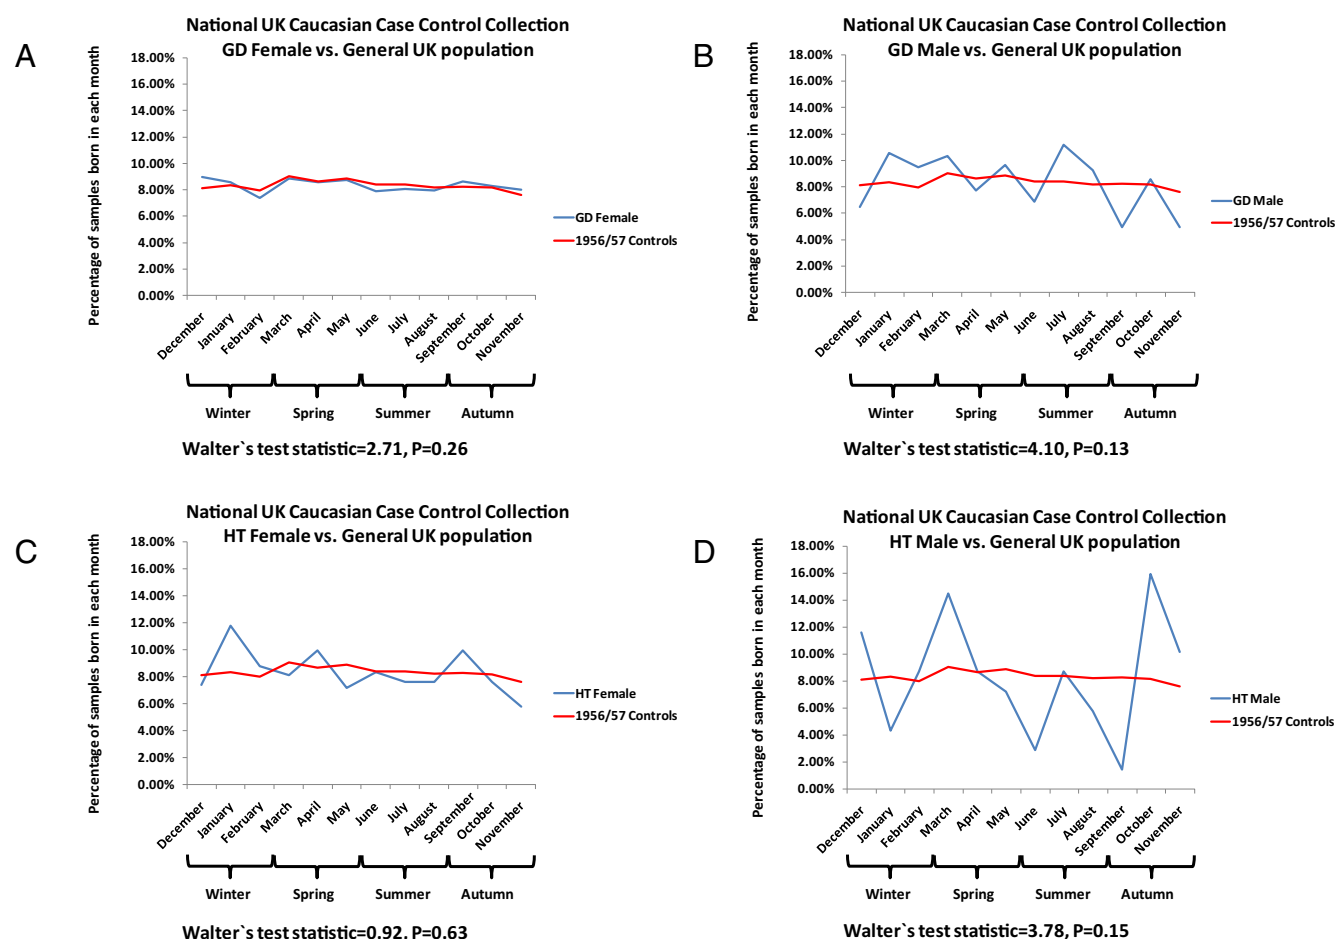 A
National UK Caucasian Case Control Collection
GD Female vs. General UK population
Percentage of samples born in each month
18.00%
16.00%
14.00%
12.00%
10.00%
8.00%
6.00%
4.00%
2.00%
0.00%
December
January
February
March
April
May
June
July
August
September
October
November
GD Female
1956/57 Controls
Winter Spring Summer Autumn
Walter`s test statistic=2.71, P=0.26
B
National UK Caucasian Case Control Collection
GD Male vs. General UK population
Percentage of samples born in each month
18.00%
16.00%
14.00%
12.00%
10.00%
8.00%
6.00%
4.00%
2.00%
0.00%
December
January
February
March
April
May
June
July
August
September
October
November
GD Male
1956/57 Controls
Winter Spring Summer Autumn
Walter`s test statistic=4.10, P=0.13
C
National UK Caucasian Case Control Collection
HT Female vs. General UK population
Percentage of samples born in each month
18.00%
16.00%
14.00%
12.00%
10.00%
8.00%
6.00%
4.00%
2.00%
0.00%
December
January
February
March
April
May
June
July
August
September
October
November
HT Female
1956/57 Controls
Winter Spring Summer Autumn
Walter`s test statistic=0.92, P=0.63
D
National UK Caucasian Case Control Collection
HT Male vs. General UK population
Percentage of samples born in each month
18.00%
16.00%
14.00%
12.00%
10.00%
8.00%
6.00%
4.00%
2.00%
0.00%
December
January
February
March
April
May
June
July
August
September
October
November
HT Male
1956/57 Controls
Winter Spring Summer Autumn
Walter`s test statistic=3.78, P=0.15